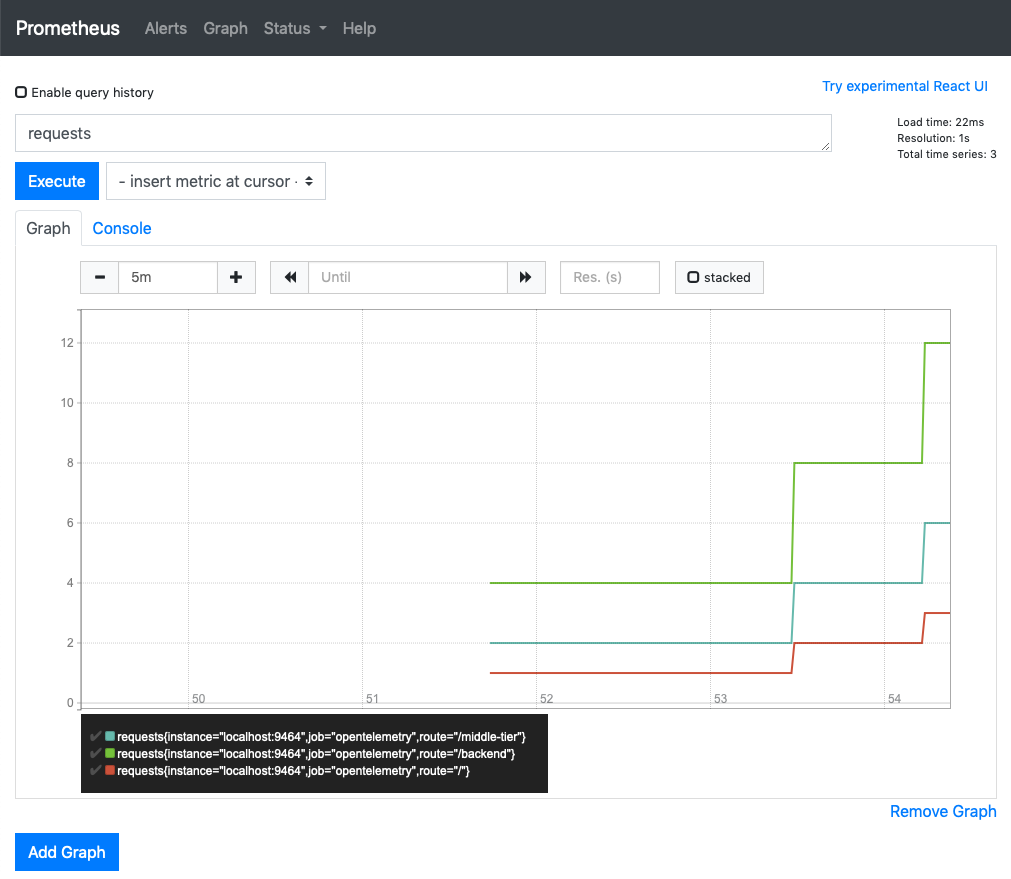 Prometheus Alerts Graph Status Help
Enable query history
Try experimental React UI
requests
Load time: 22ms
Resolution: 1s
Total time series: 3
Execute
- insert metric at cursor -
Graph Console
5m
Until
Res. (s)
stacked
12
10
8
6
4
2
0
50 51 52 53 54
requests{instance="localhost:9464",job="opentelemetry",route="/middle-tier"}
requests{instance="localhost:9464",job="opentelemetry",route="/backend"}
requests{instance="localhost:9464",job="opentelemetry",route="/"}
Remove Graph
Add Graph